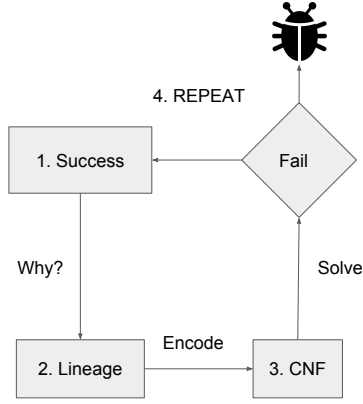 4. REPEAT
1. Success
Fail
Why?
Solve
Encode
2. Lineage
3. CNF